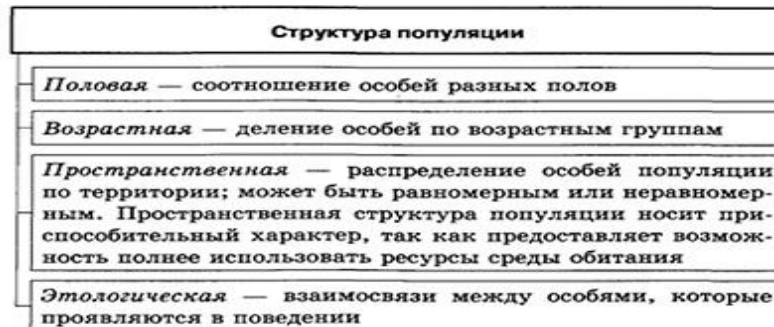 Структура популяции
Половая — соотношение особей разных полов
Возрастная — деление особей по возрастным группам
Пространственная — распределение особей популяции
по территории; может быть равномерным или неравномер-
ным. Пространственная структура популяции носит при-
способительный характер, так как предоставляет возмож-
ность полнее использовать ресурсы среды обитания
Этологическая — взаимосвязи между особями, которые
проявляются в поведении